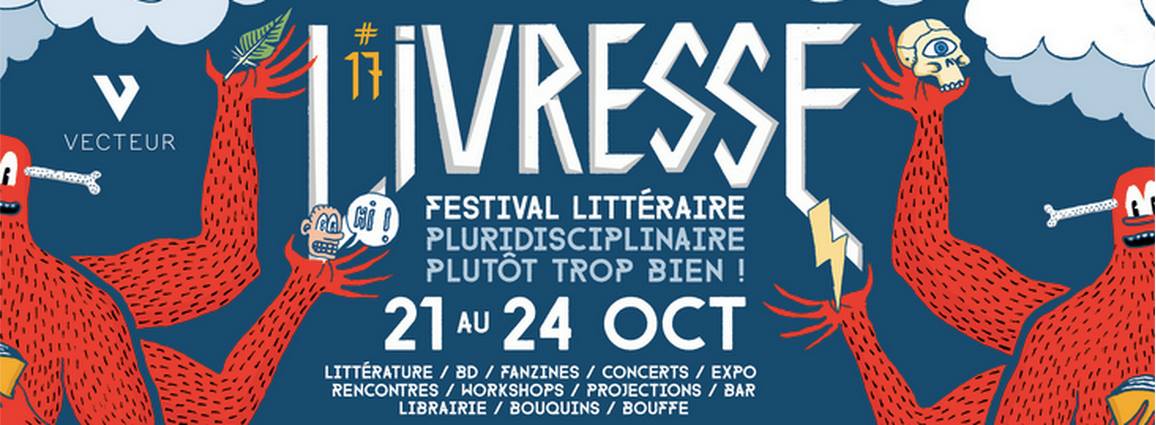 #17
LIVRESSE
VECTEUR
Hi !
FESTIVAL LITTÉRAIRE
PLURIDISCIPLINAIRE
PLUTÔT TROP BIEN !
21 AU 24 OCT
LITTÉRATURE / BD / FANZINES / CONCERTS / EXPO
RENCONTRES / WORKSHOPS / PROJECTIONS / BAR
LIBRAIRIE / BOUQUINS / BOUFFE